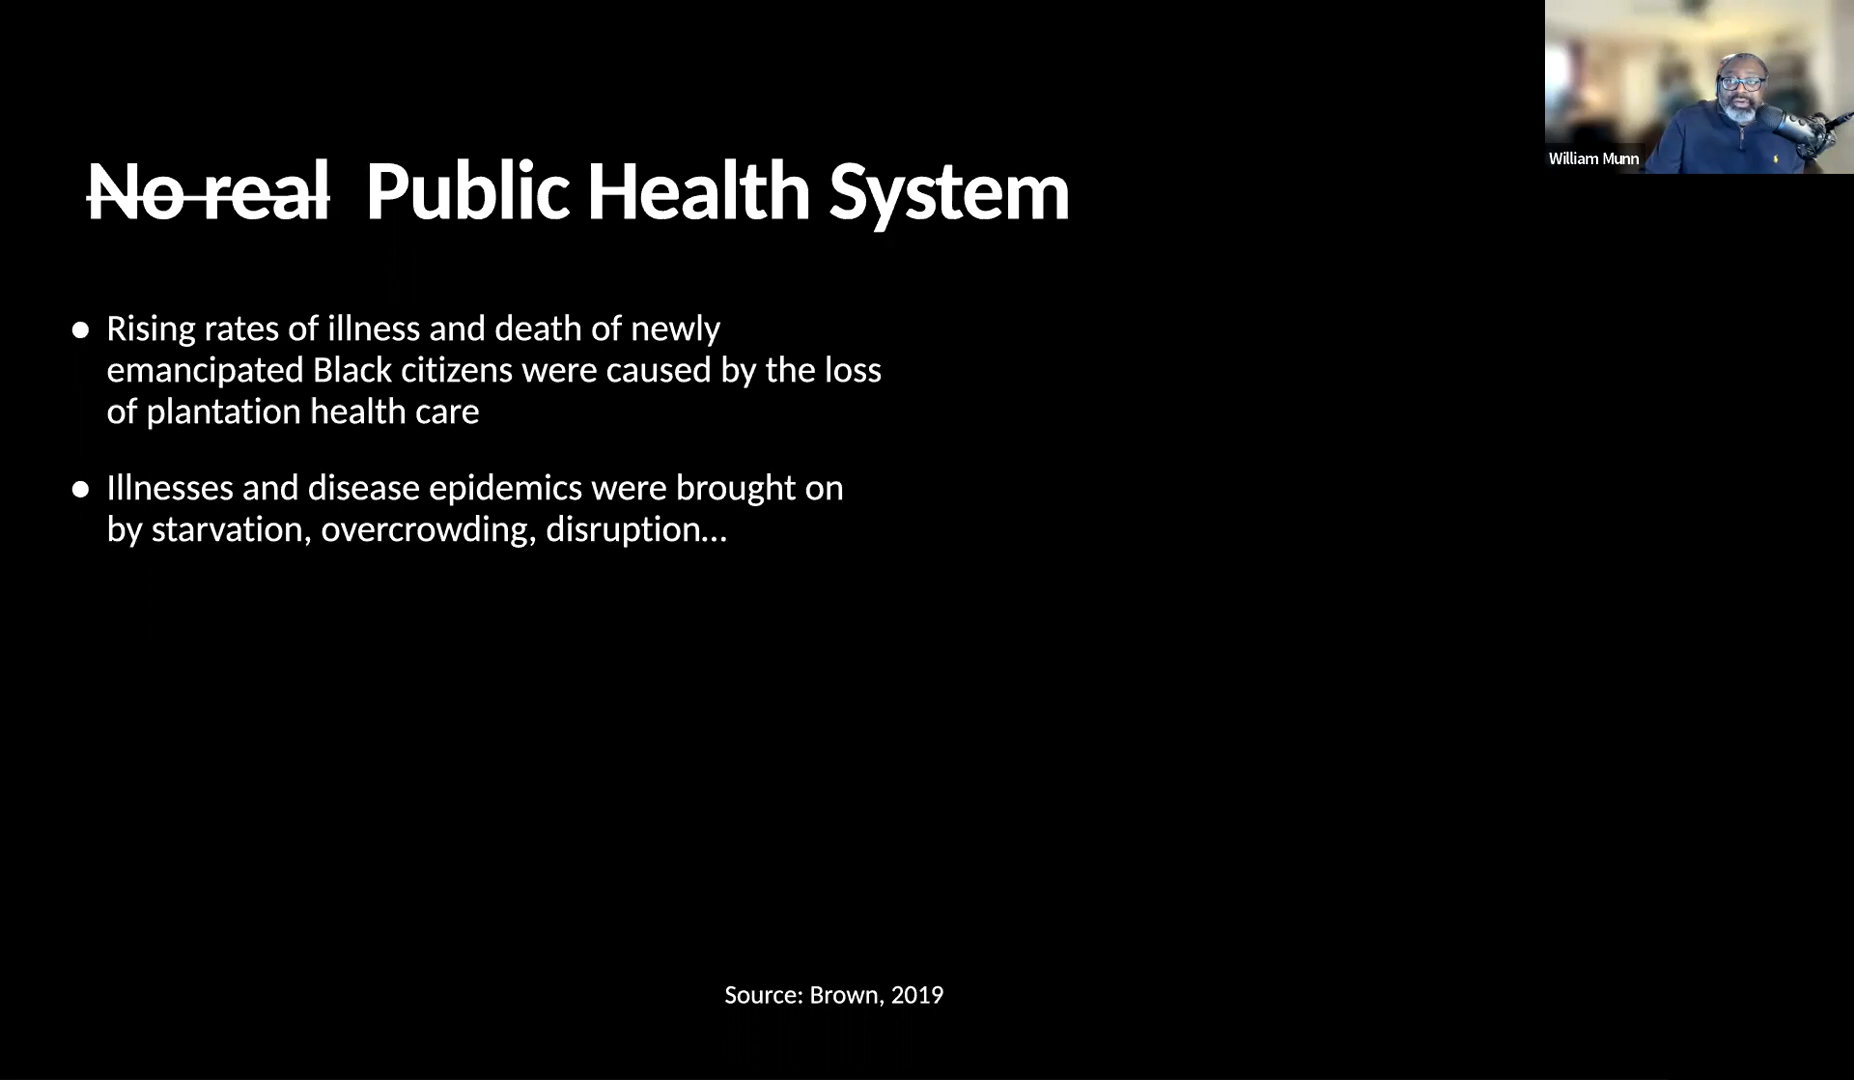 No real Public Health System
● Rising rates of illness and death of newly
emancipated Black citizens were caused by the loss
of plantation health care
● Illnesses and disease epidemics were brought on
by starvation, overcrowding, disruption...
Source: Brown, 2019
William Munn